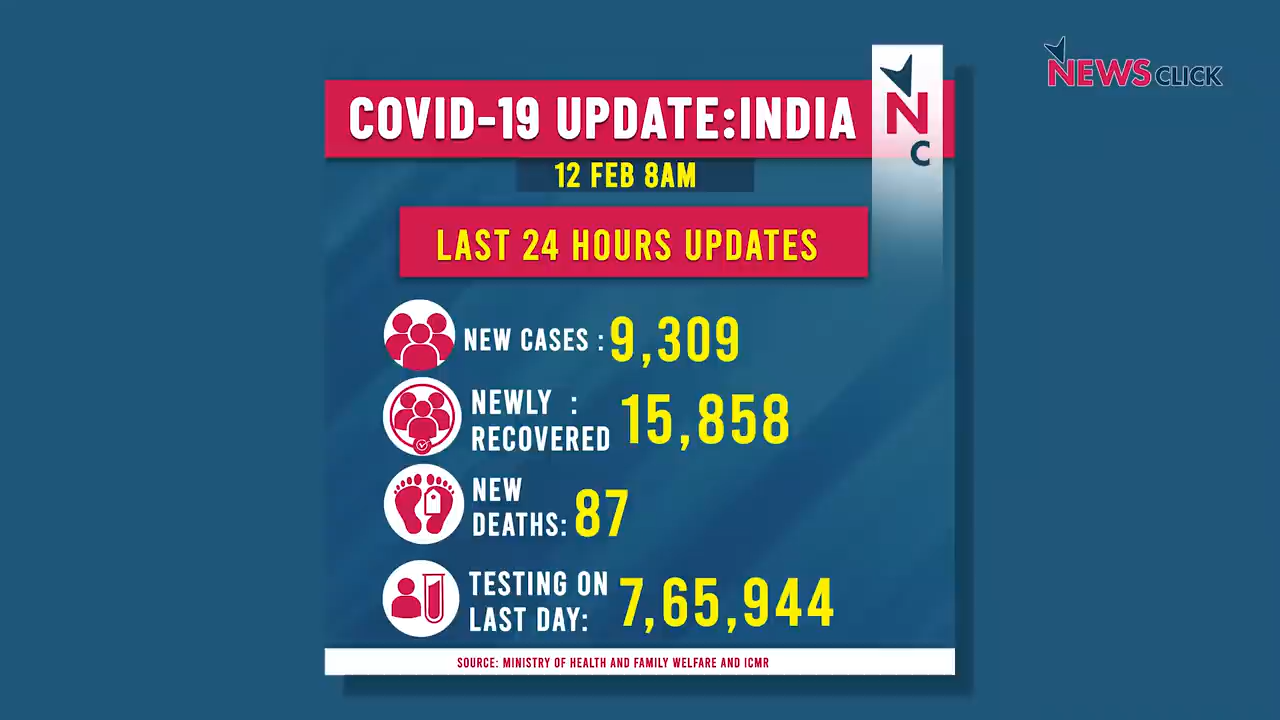 NEWSCLICK
COVID-19 UPDATE:INDIA
N
C
12 FEB 8AM
LAST 24 HOURS UPDATES
NEW CASES : 9,309
NEWLY :
RECOVERED 15,858
NEW
DEATHS: 87
TESTING ON
LAST DAY: 7,65,944
SOURCE: MINISTRY OF HEALTH AND FAMILY WELFARE AND ICMR